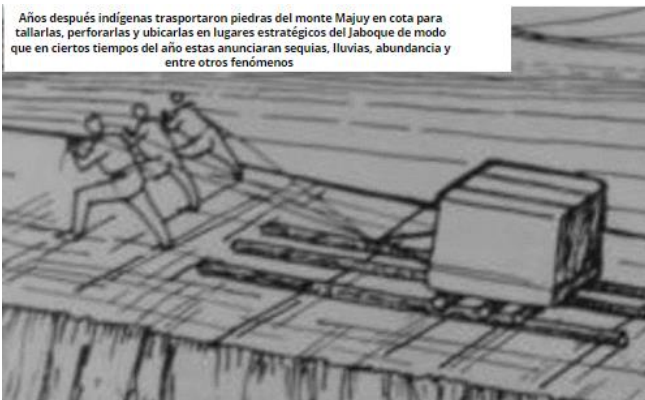 Años después indígenas trasportaron piedras del monte Majuy en cota para
tallarlas, perforarlas y ubicarlas en lugares estratégicos del Jaboque de modo
que en ciertos tiempos del año estas anunciaran sequias, lluvias, abundancia y
entre otros fenómenos